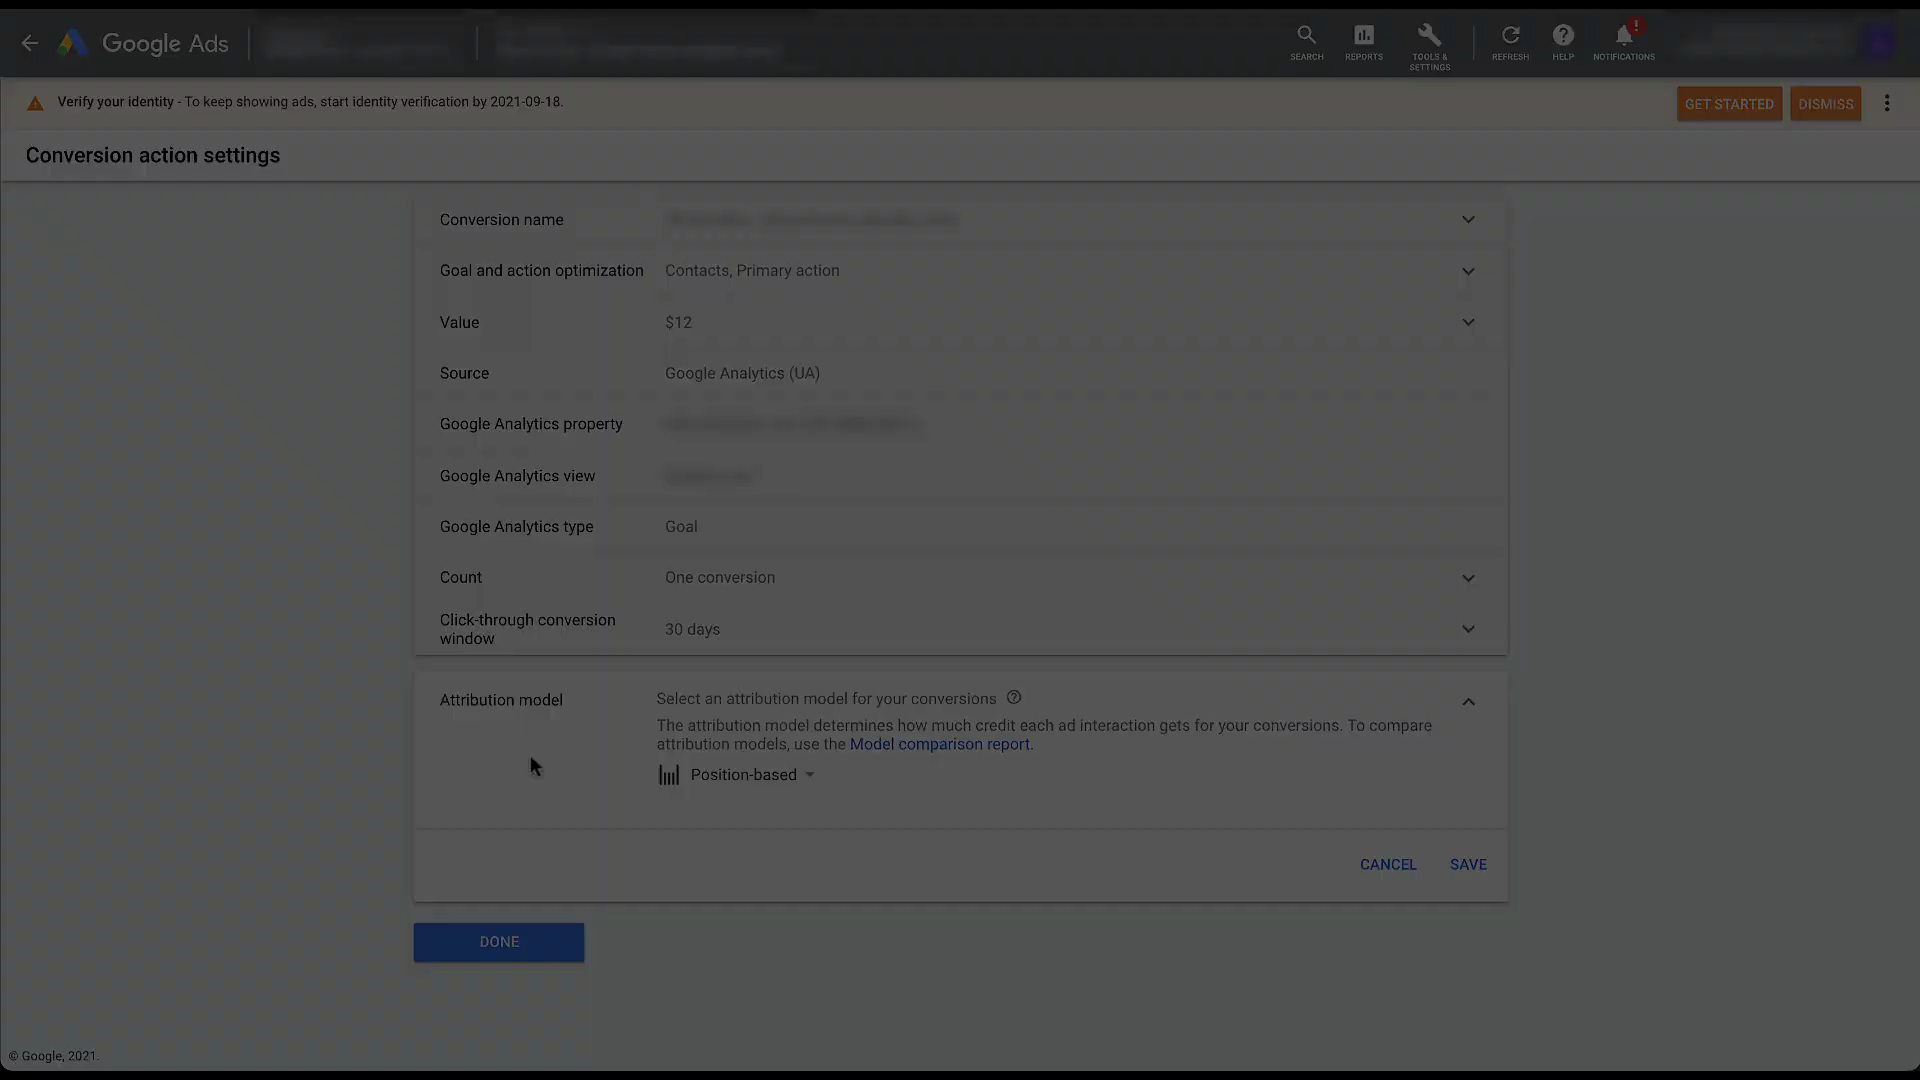 Google Ads
SEARCH
REPORTS
TOOLS &
SETTINGS
REFRESH
HELP
!
NOTIFICATIONS
Verify your identity - To keep showing ads, start identity verification by 2021-09-18.
GET STARTED
DISMISS
Conversion action settings
Conversion name
Goal and action optimization Contacts, Primary action
Value $12
Source Google Analytics (UA)
Google Analytics property
Google Analytics view
Google Analytics type Goal
Count One conversion
Click-through conversion
window
30 days
Attribution model
Select an attribution model for your conversions ?
The attribution model determines how much credit each ad interaction gets for your conversions. To compare
attribution models, use the Model comparison report.
Position-based
CANCEL
SAVE
DONE
© Google, 2021.